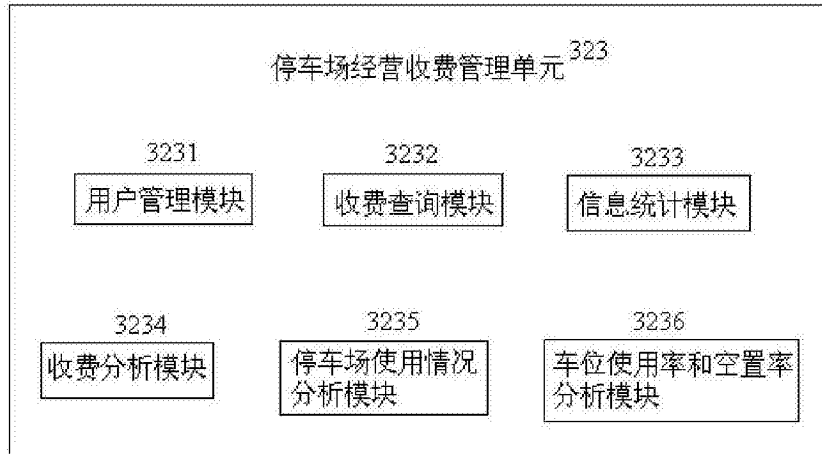 停车场经营收费管理单元323
3231 3232 3233
用户管理模块 收费查询模块 信息统计模块
3234 3235 3236
收费分析模块 停车场使用情况 车位使用率和空置率
分析模块 分析模块